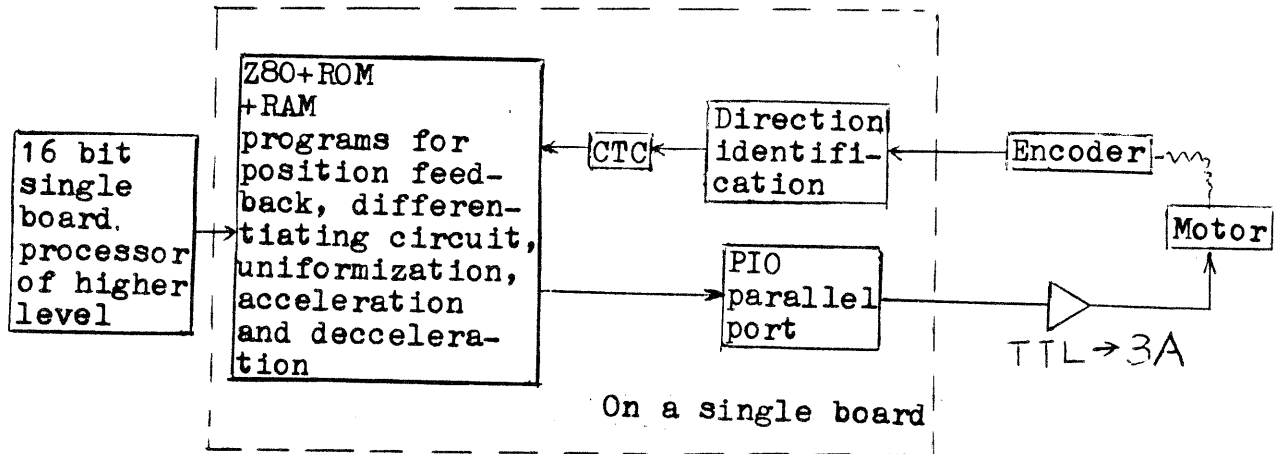 16 bit
single
board.
processor
of higher
level
Z80+ROM
+RAM
programs for
position feed-
back, differen-
tiating circuit,
uniformization,
acceleration
and deccelera-
tion
CTC
Direction
identifi-
cation
Encoder
Motor
PIO
parallel
port
TTL→3A
On a single board